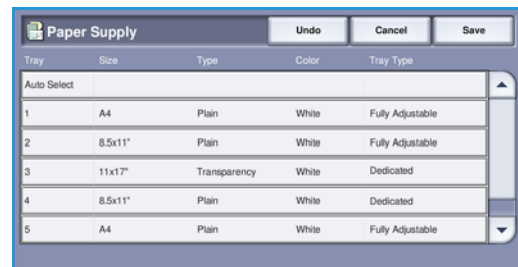 Paper Supply Undo Cancel Save
Tray Size Type Color Tray Type
Auto Select
1 A4 Plain White Fully Adjustable
2 8.5x11" Plain White Fully Adjustable
3 11x17" Transparency White Dedicated
4 8.5x11" Plain White Dedicated
5 A4 Plain White Fully Adjustable